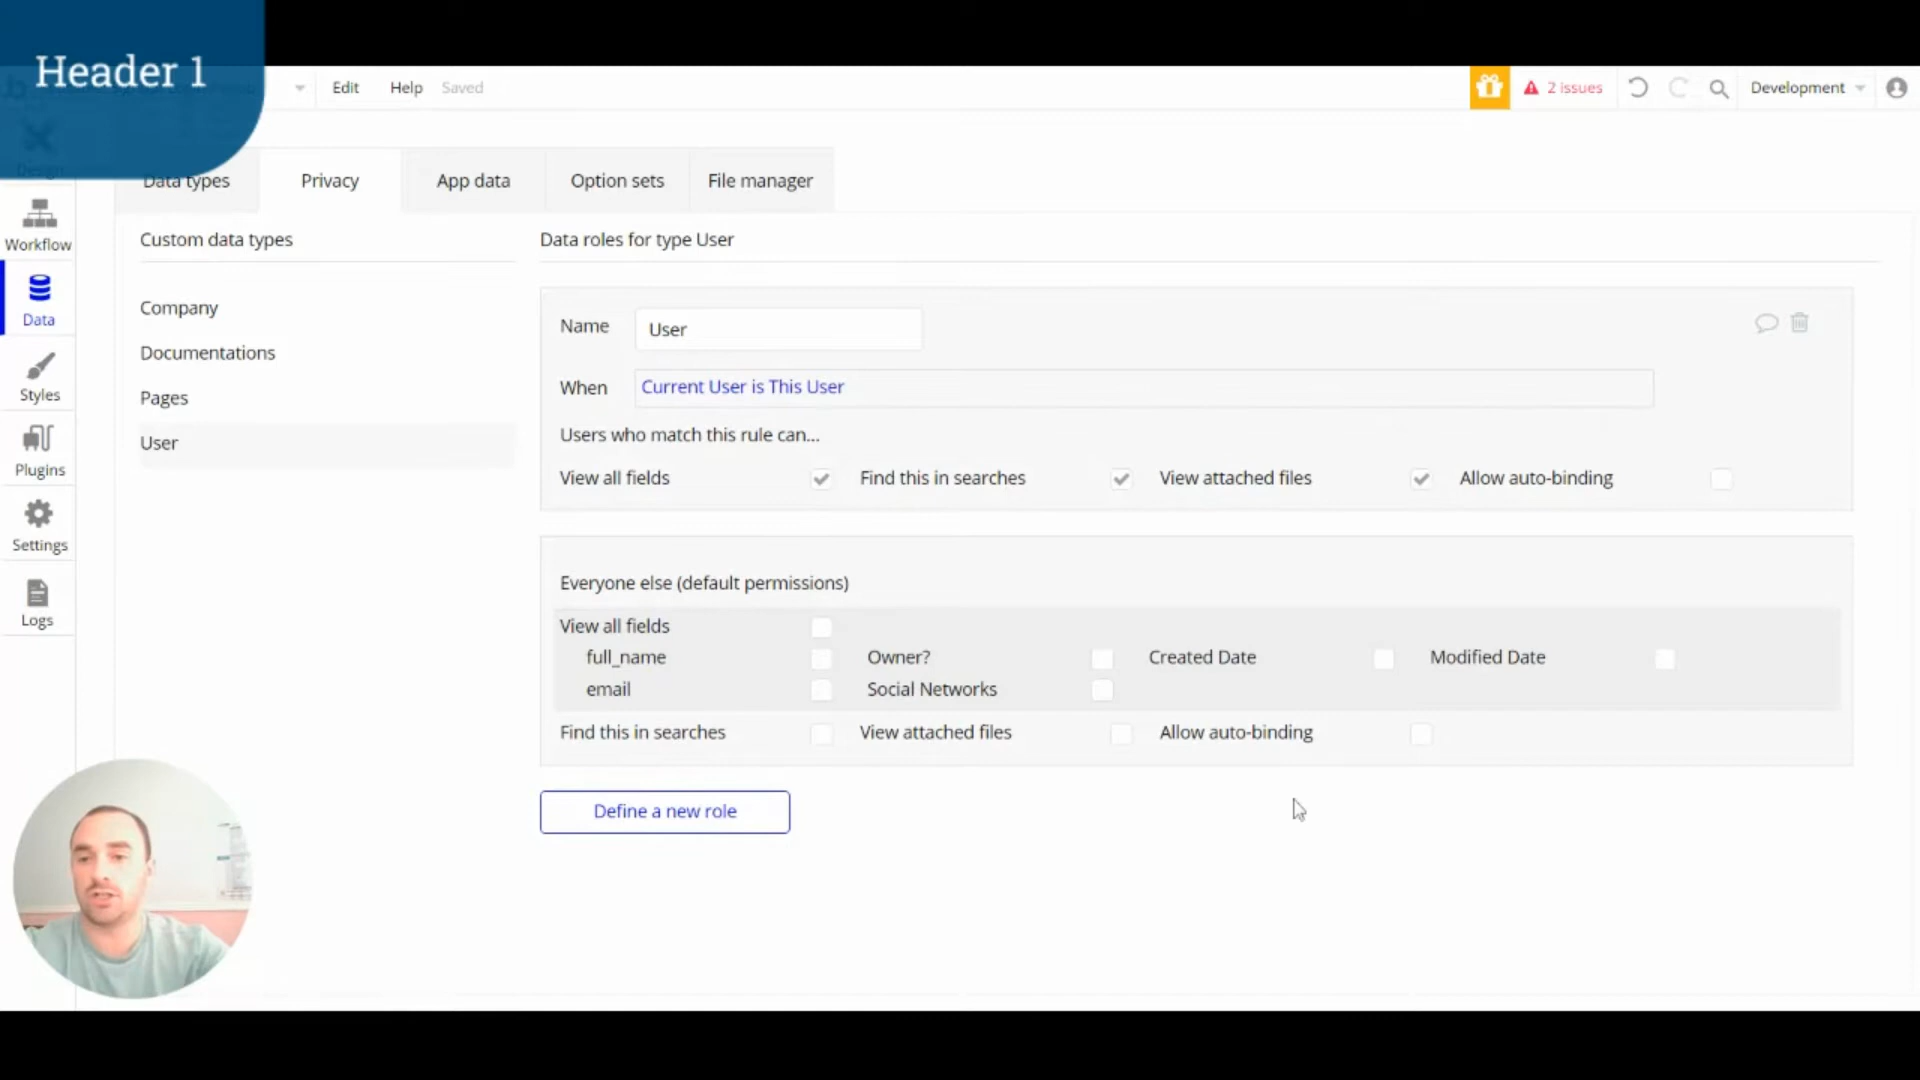 Header 1
Edit Help Saved
2 issues
Development
Design
Workflow
Data
Styles
Plugins
Settings
Logs
Data types Privacy App data Option sets File manager
Custom data types
Company
Documentations
Pages
User
Data roles for type User
Name User
When Current User is This User
Users who match this rule can...
View all fields Find this in searches View attached files Allow auto-binding
Everyone else (default permissions)
View all fields
full_name Owner? Created Date Modified Date
email Social Networks
Find this in searches View attached files Allow auto-binding
Define a new role